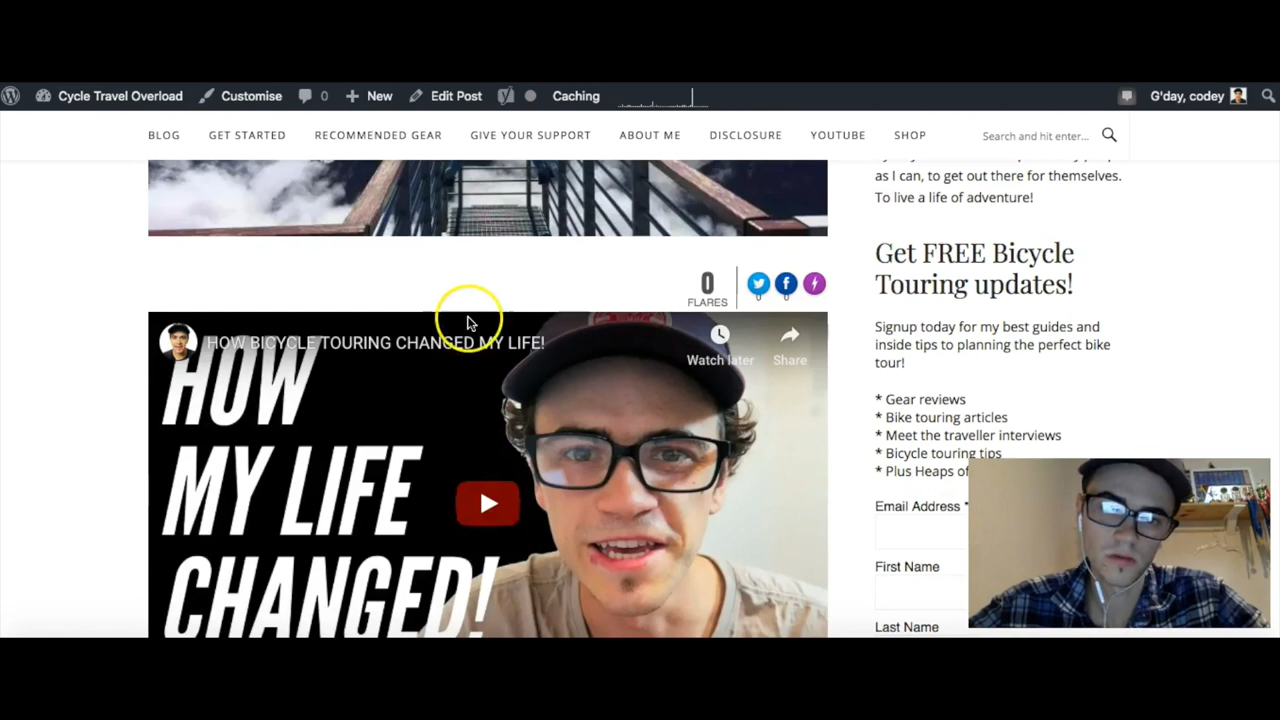 Cycle Travel Overload Customise 0 New Edit Post Caching G'day, codey
BLOG GET STARTED RECOMMENDED GEAR GIVE YOUR SUPPORT ABOUT ME DISCLOSURE YOUTUBE SHOP Search and hit enter...
as I can, to get out there for themselves.
To live a life of adventure!
0
FLARES
0 0
Get FREE Bicycle
Touring updates!
Signup today for my best guides and
inside tips to planning the perfect bike
tour!
* Gear reviews
* Bike touring articles
* Meet the traveller interviews
* Bicycle touring tips
* Plus Heaps of
Email Address *
First Name
Last Name
HOW BICYCLE TOURING CHANGED MY LIFE!
Watch later Share
HOW
MY LIFE
CHANGED!